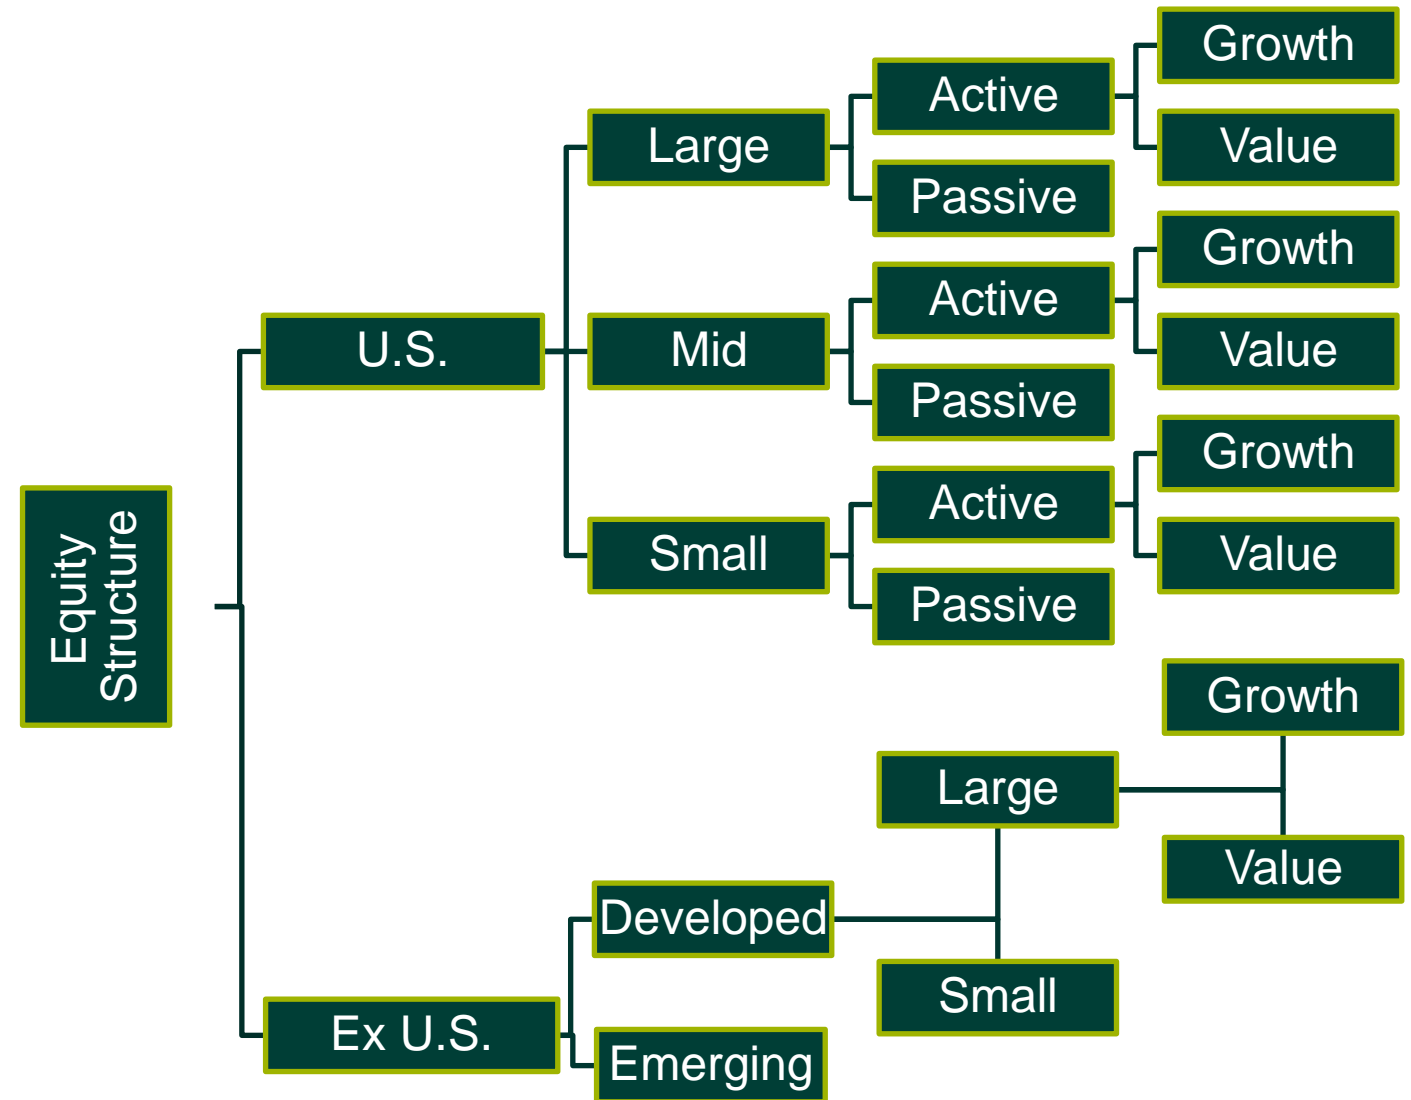 Equity
Structure
U.S.
Large
Active
Growth
Value
Passive
Mid
Active
Growth
Value
Passive
Small
Active
Growth
Value
Passive
Ex U.S.
Developed
Large
Growth
Value
Small
Emerging